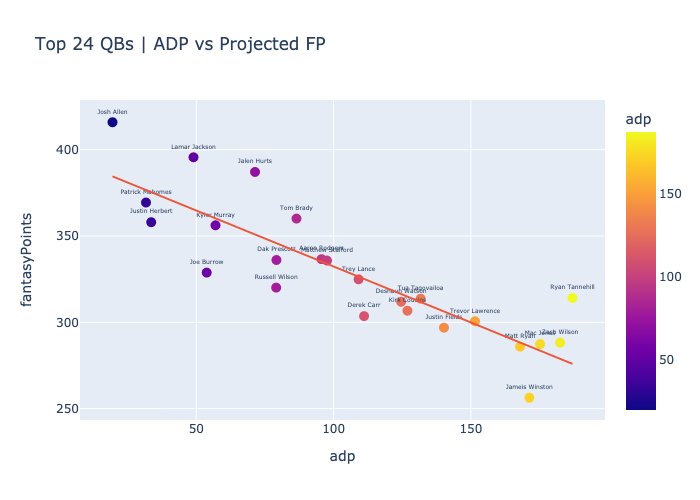 Top 24 QBs | ADP vs Projected FP
adp
Josh Allen
Lamar Jackson
Jalen Hurts
Patrick Mahomes
Justin Herbert
Kyler Murray
Tom Brady
Joe Burrow
Dak Prescott
Aaron Rodgers
Matthew Stafford
Trey Lance
Russell Wilson
Deshaun Watson
Tua Tagovailoa
Ryan Tannehill
Derek Carr
Kirk Cousins
Justin Fields
Trevor Lawrence
Matt Ryan
Mac Jones
Zach Wilson
Jameis Winston
400
350
300
250
50
100
150
adp
fantasyPoints
150
100
50